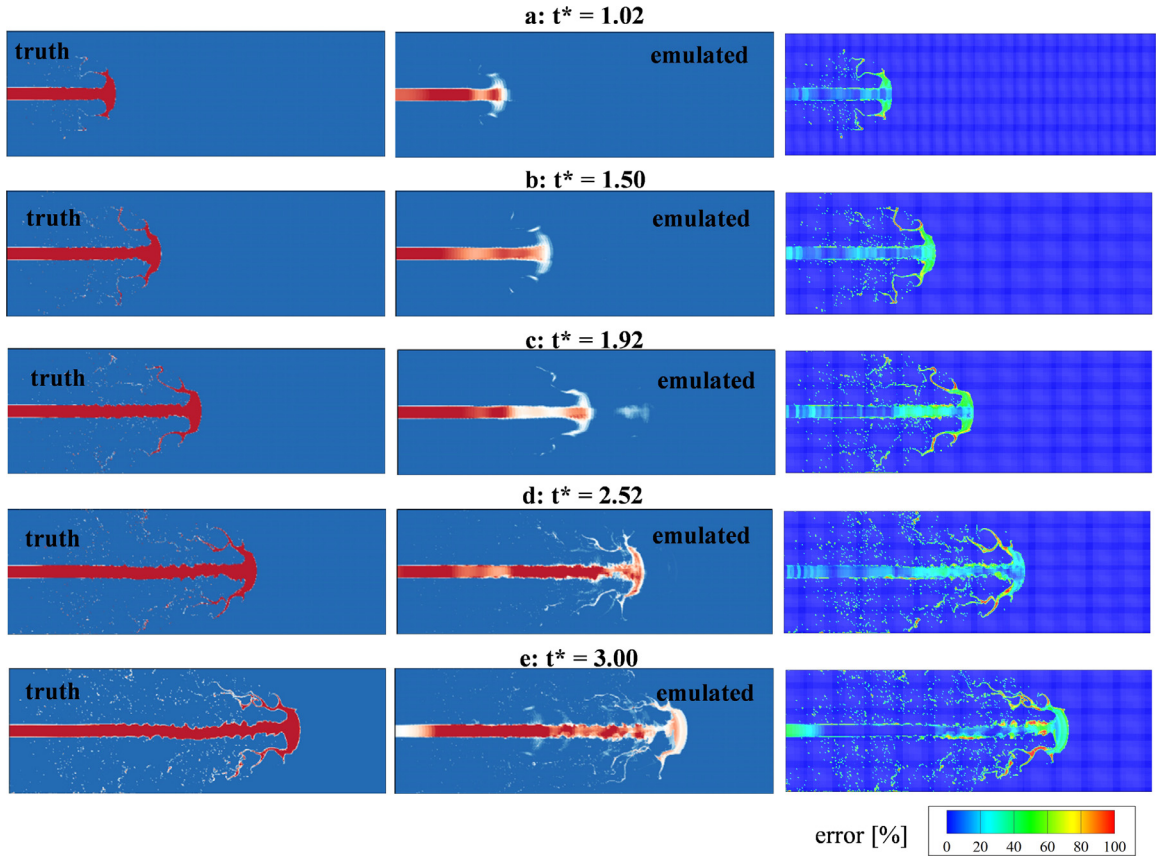 a: t* = 1.02
truth
emulated
b: t* = 1.50
truth
emulated
c: t* = 1.92
truth
emulated
d: t* = 2.52
truth
emulated
e: t* = 3.00
truth
emulated
error [%]
0 20 40 60 80 100